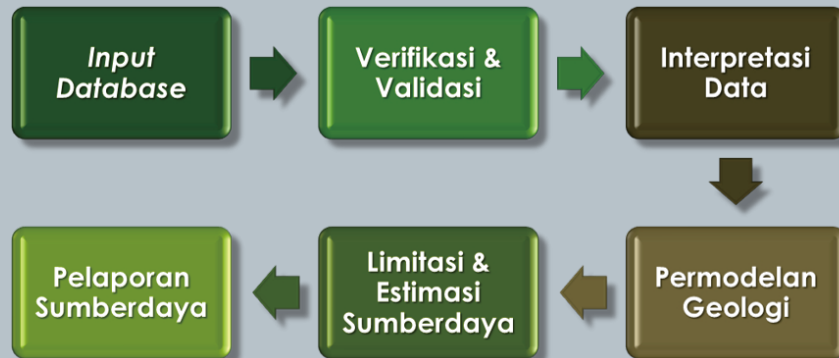 Input
Database
Verifikasi &
Validasi
Interpretasi
Data
Permodelan
Geologi
Limitasi &
Estimasi
Sumberdaya
Pelaporan
Sumberdaya